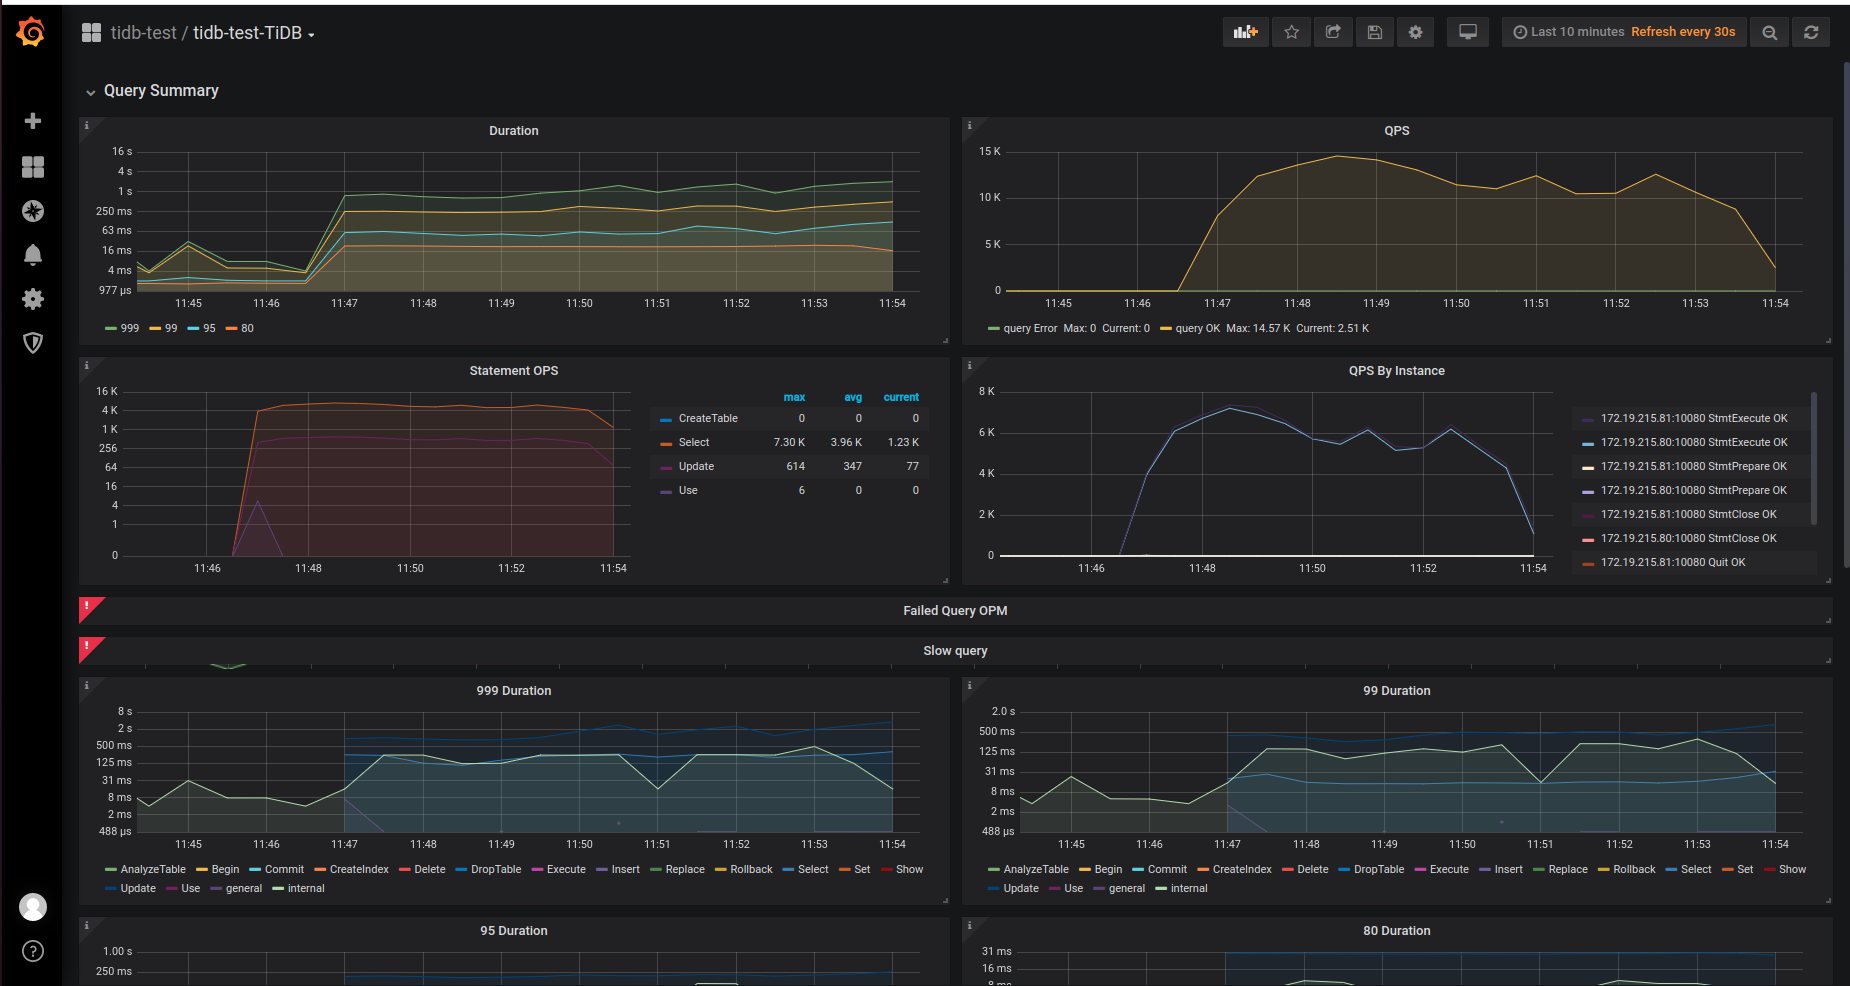 tidb-test / tidb-test-TiDB
Last 10 minutes Refresh every 30s
Query Summary
Duration
16 s
4 s
1 s
250 ms
63 ms
16 ms
4 ms
977 µs
11:45 11:46 11:47 11:48 11:49 11:50 11:51 11:52 11:53 11:54
999 99 95 80
QPS
15 K
10 K
5 K
0
11:45 11:46 11:47 11:48 11:49 11:50 11:51 11:52 11:53 11:54
query Error Max: 0 Current: 0 query OK Max: 14.57 K Current: 2.51 K
Statement OPS
16 K
4 K
1 K
256
64
16
4
1
0
11:46 11:48 11:50 11:52 11:54
max avg current
CreateTable 0 0 0
Select 7.30 K 3.96 K 1.23 K
Update 614 347 77
Use 6 0 0
QPS By Instance
8 K
6 K
4 K
2 K
0
11:46 11:48 11:50 11:52 11:54
172.19.215.81:10080 StmtExecute OK
172.19.215.80:10080 StmtExecute OK
172.19.215.81:10080 StmtPrepare OK
172.19.215.80:10080 StmtPrepare OK
172.19.215.81:10080 StmtClose OK
172.19.215.80:10080 StmtClose OK
172.19.215.81:10080 Quit OK
Failed Query OPM
Slow query
999 Duration
8 s
2 s
500 ms
125 ms
31 ms
8 ms
2 ms
488 µs
11:45 11:46 11:47 11:48 11:49 11:50 11:51 11:52 11:53 11:54
AnalyzeTable Begin Commit CreateIndex Delete DropTable Execute Insert Replace Rollback Select Set Show
Update Use general internal
99 Duration
2.0 s
500 ms
125 ms
31 ms
8 ms
2 ms
488 µs
11:45 11:46 11:47 11:48 11:49 11:50 11:51 11:52 11:53 11:54
AnalyzeTable Begin Commit CreateIndex Delete DropTable Execute Insert Replace Rollback Select Set Show
Update Use general internal
95 Duration
1.00 s
250 ms
80 Duration
31 ms
16 ms
8 ms